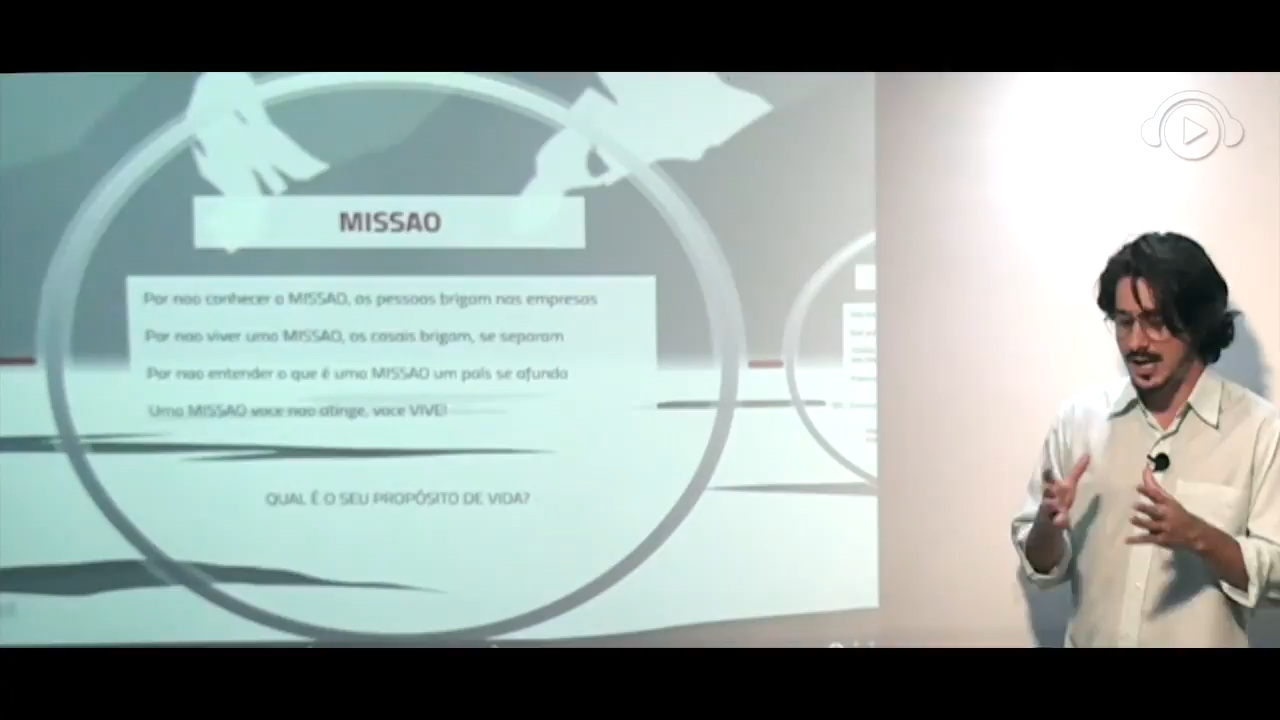 MISSAO
Por nao conhecer a MISSAO, as pessoas brigam nas empresas
Por nao viver uma MISSAO, os casais brigam, se separam
Por nao entender o que é uma MISSAO um país se afunda
Uma MISSAO voce nao atinge, voce VIVE!
QUAL É O SEU PROPÓSITO DE VIDA?